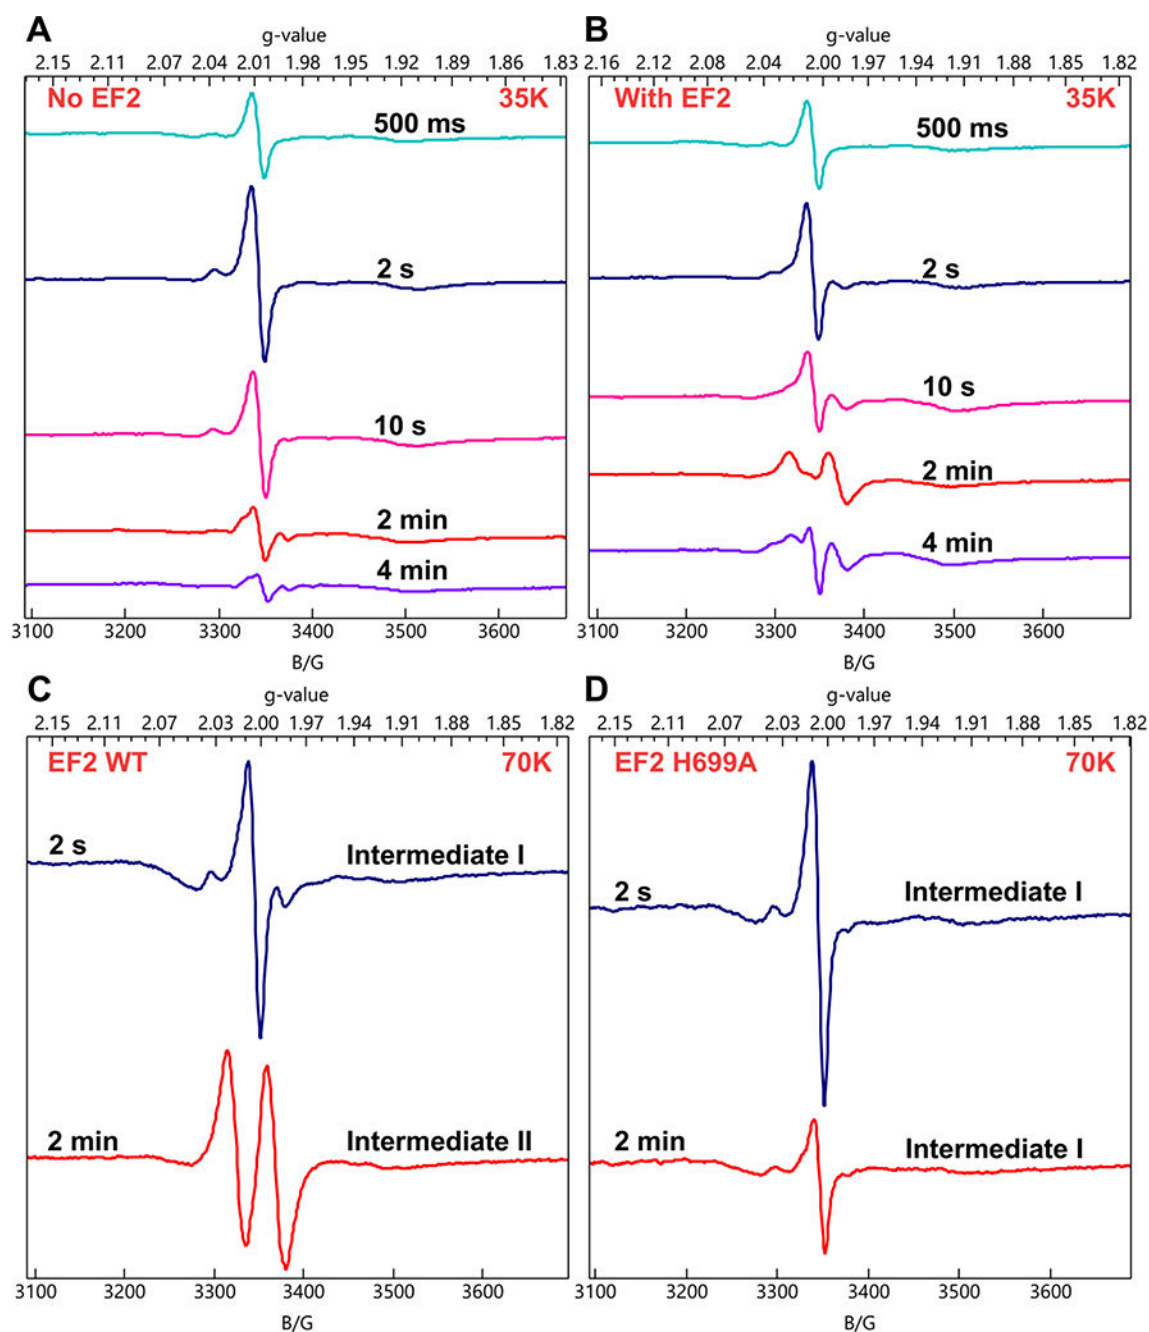 A
g-value
2.15 2.11 2.07 2.04 2.01 1.98 1.95 1.92 1.89 1.86 1.83
No EF2 35K
500 ms
2 s
10 s
2 min
4 min
3100 3200 3300 3400 3500 3600
B/G
B
g-value
2.16 2.12 2.08 2.04 2.00 1.97 1.94 1.91 1.88 1.85 1.82
With EF2 35K
500 ms
2 s
10 s
2 min
4 min
3100 3200 3300 3400 3500 3600
B/G
C
g-value
2.15 2.11 2.07 2.03 2.00 1.97 1.94 1.91 1.88 1.85 1.82
EF2 WT 70K
2 s Intermediate I
2 min Intermediate II
3100 3200 3300 3400 3500 3600
B/G
D
g-value
2.15 2.11 2.07 2.03 2.00 1.97 1.94 1.91 1.88 1.85 1.82
EF2 H699A 70K
2 s Intermediate I
2 min Intermediate I
3100 3200 3300 3400 3500 3600
B/G